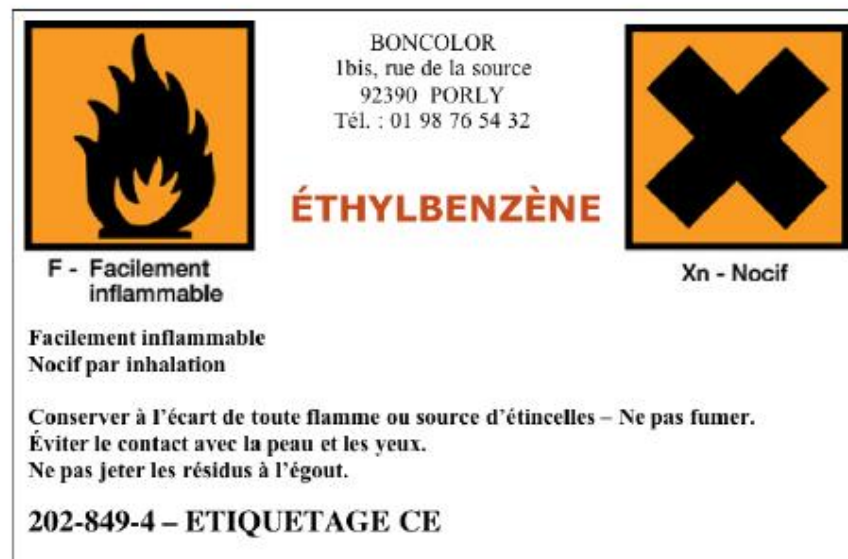 BONCOLOR
1bis, rue de la source
92390 PORLY
Tél. : 01 98 76 54 32
ÉTHYLBENZÈNE
F - Facilement
inflammable
Xn - Nocif
Facilement inflammable
Nocif par inhalation
Conserver à l'écart de toute flamme ou source d'étincelles – Ne pas fumer.
Éviter le contact avec la peau et les yeux.
Ne pas jeter les résidus à l'égout.
202-849-4 – ETIQUETAGE CE